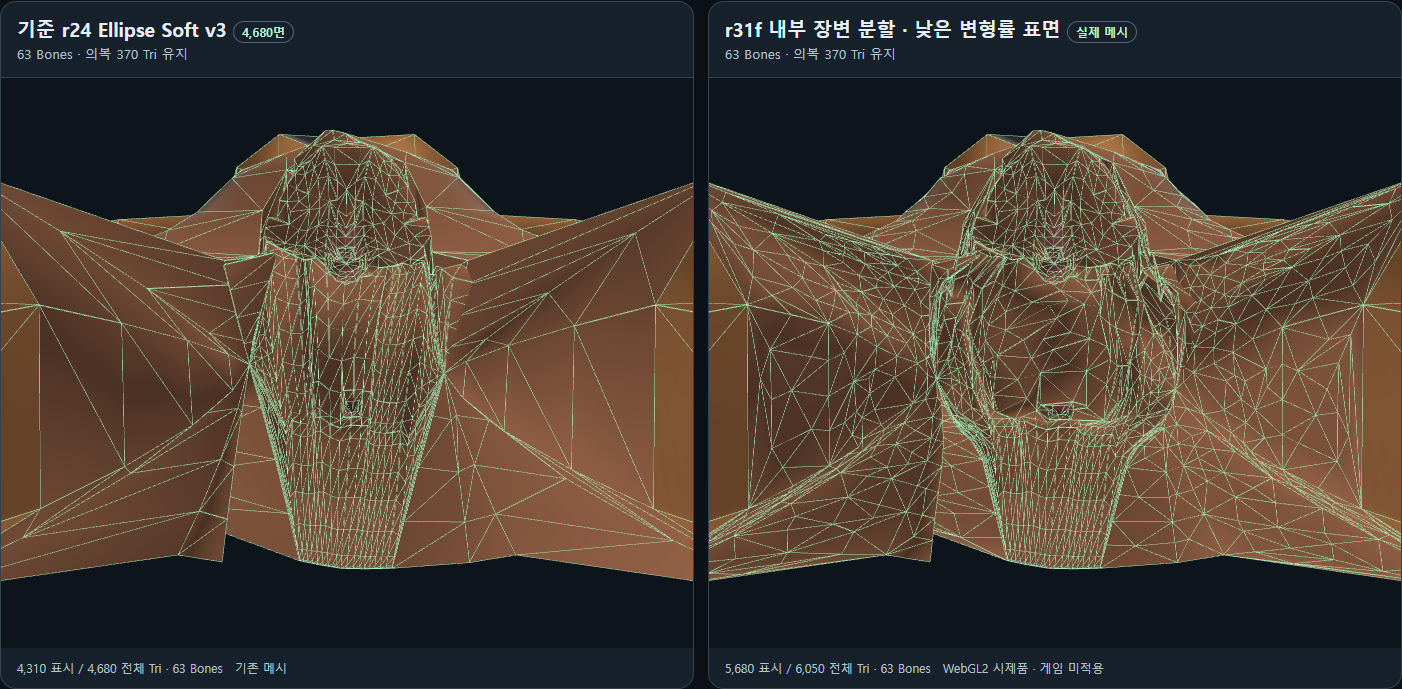 기준 r24 Ellipse Soft v3 4,680면
63 Bones · 의복 370 Tri 유지
4,310 표시 / 4,680 전체 Tri · 63 Bones 기존 메시
r31f 내부 장변 분할 · 낮은 변형률 표면 실제 메시
63 Bones · 의복 370 Tri 유지
5,680 표시 / 6,050 전체 Tri · 63 Bones WebGL2 시제품 · 게임 미적용